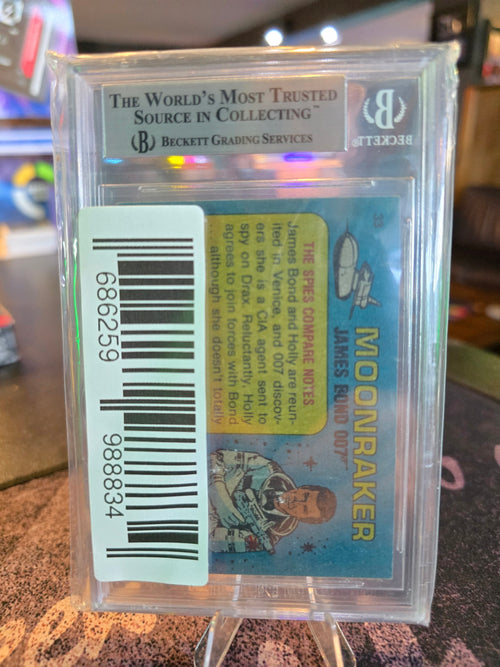 THE WORLD'S MOST TRUSTED
SOURCE IN COLLECTING™
(B) BECKETT GRADING SERVICES
BECKETT®
33
MOONRAKER
JAMES BOND 007™
THE SPIES COMPARE NOTES
James Bond and Holly are reun-
ited in Venice, and 007 discov-
ers she is a CIA agent sent to
spy on Drax. Reluctantly, Holly
agrees to join forces with Bond
... although she doesn't totally
686259 988834